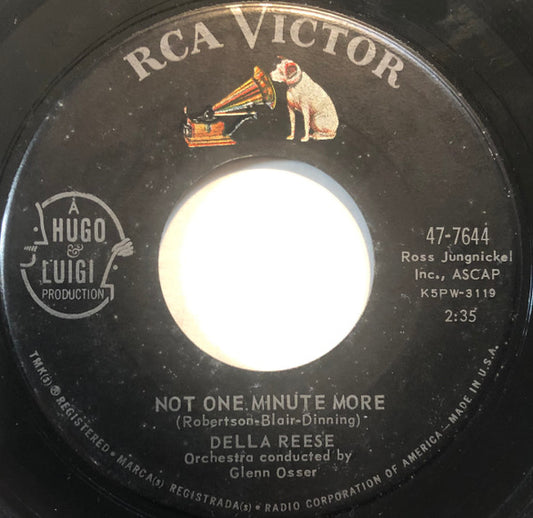 RCA VICTOR
A
HUGO
&
LUIGI
PRODUCTION
47-7644
Ross Jungnickel
Inc., ASCAP
K5PW-3119
2:35
NOT ONE MINUTE MORE
(Robertson-Blair-Dinning)
DELLA REESE
Orchestra conducted by
Glenn Osser
TMK(s) ® REGISTERED • MARCA(s) REGISTRADA(s) • RADIO CORPORATION OF AMERICA—MADE IN U.S.A.